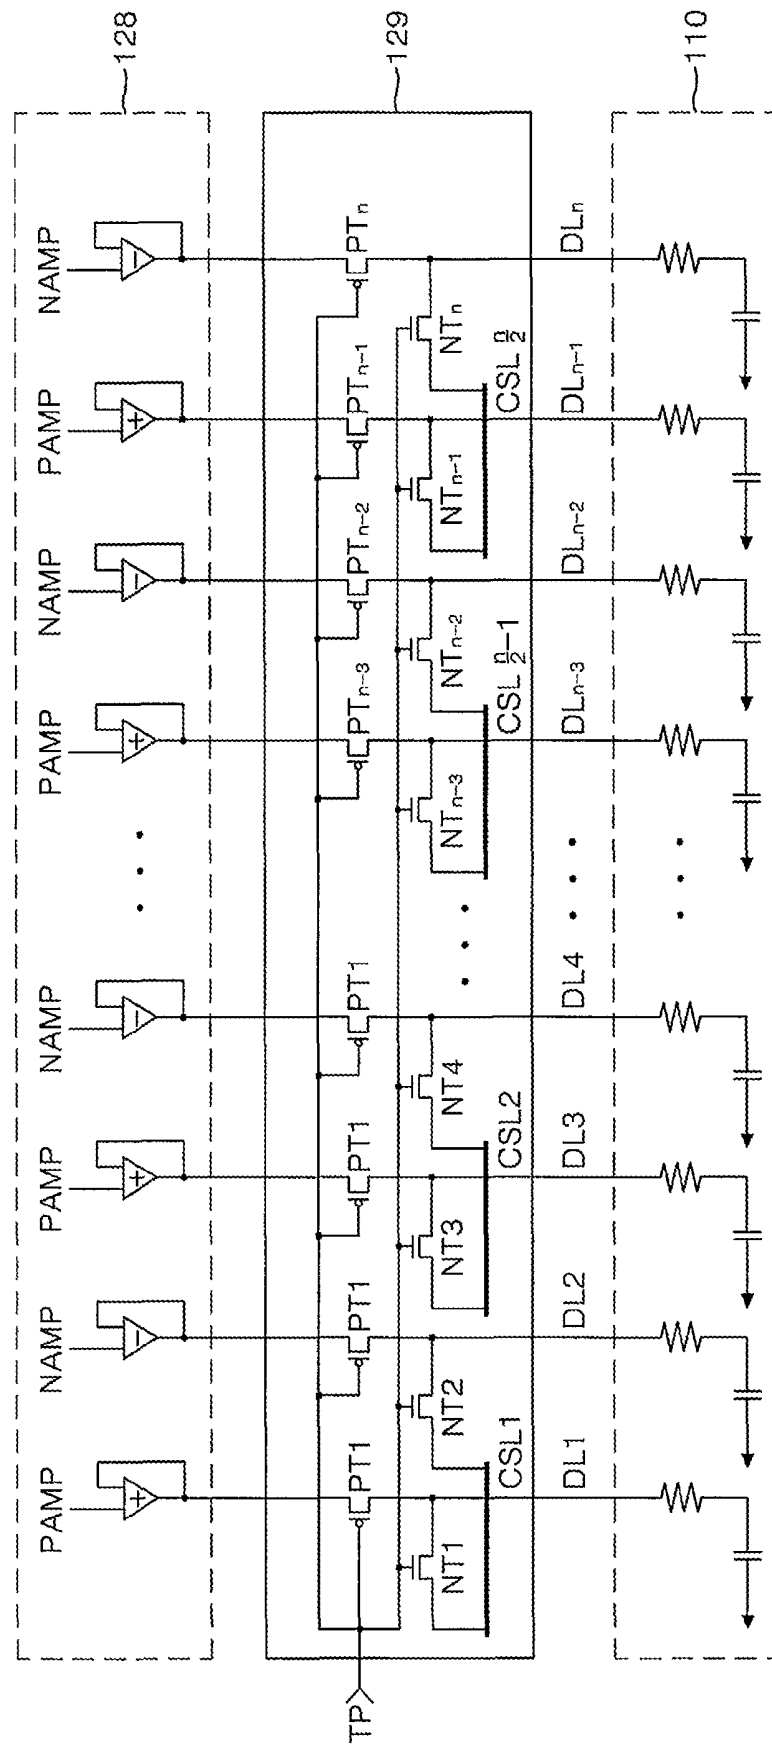 PAMP NAMP PAMP NAMP PAMP NAMP PAMP NAMP
128
TP
PT1 PT1 PT1 PT1 PTn-3 PTn-2 PTn-1 PTn
129
NT1 NT2 NT3 NT4 NTn-3 NTn-2 NTn-1 NTn
CSL1 CSL2 CSL n/2-1 CSL n/2
DL1 DL2 DL3 DL4 DLn-3 DLn-2 DLn-1 DLn
110